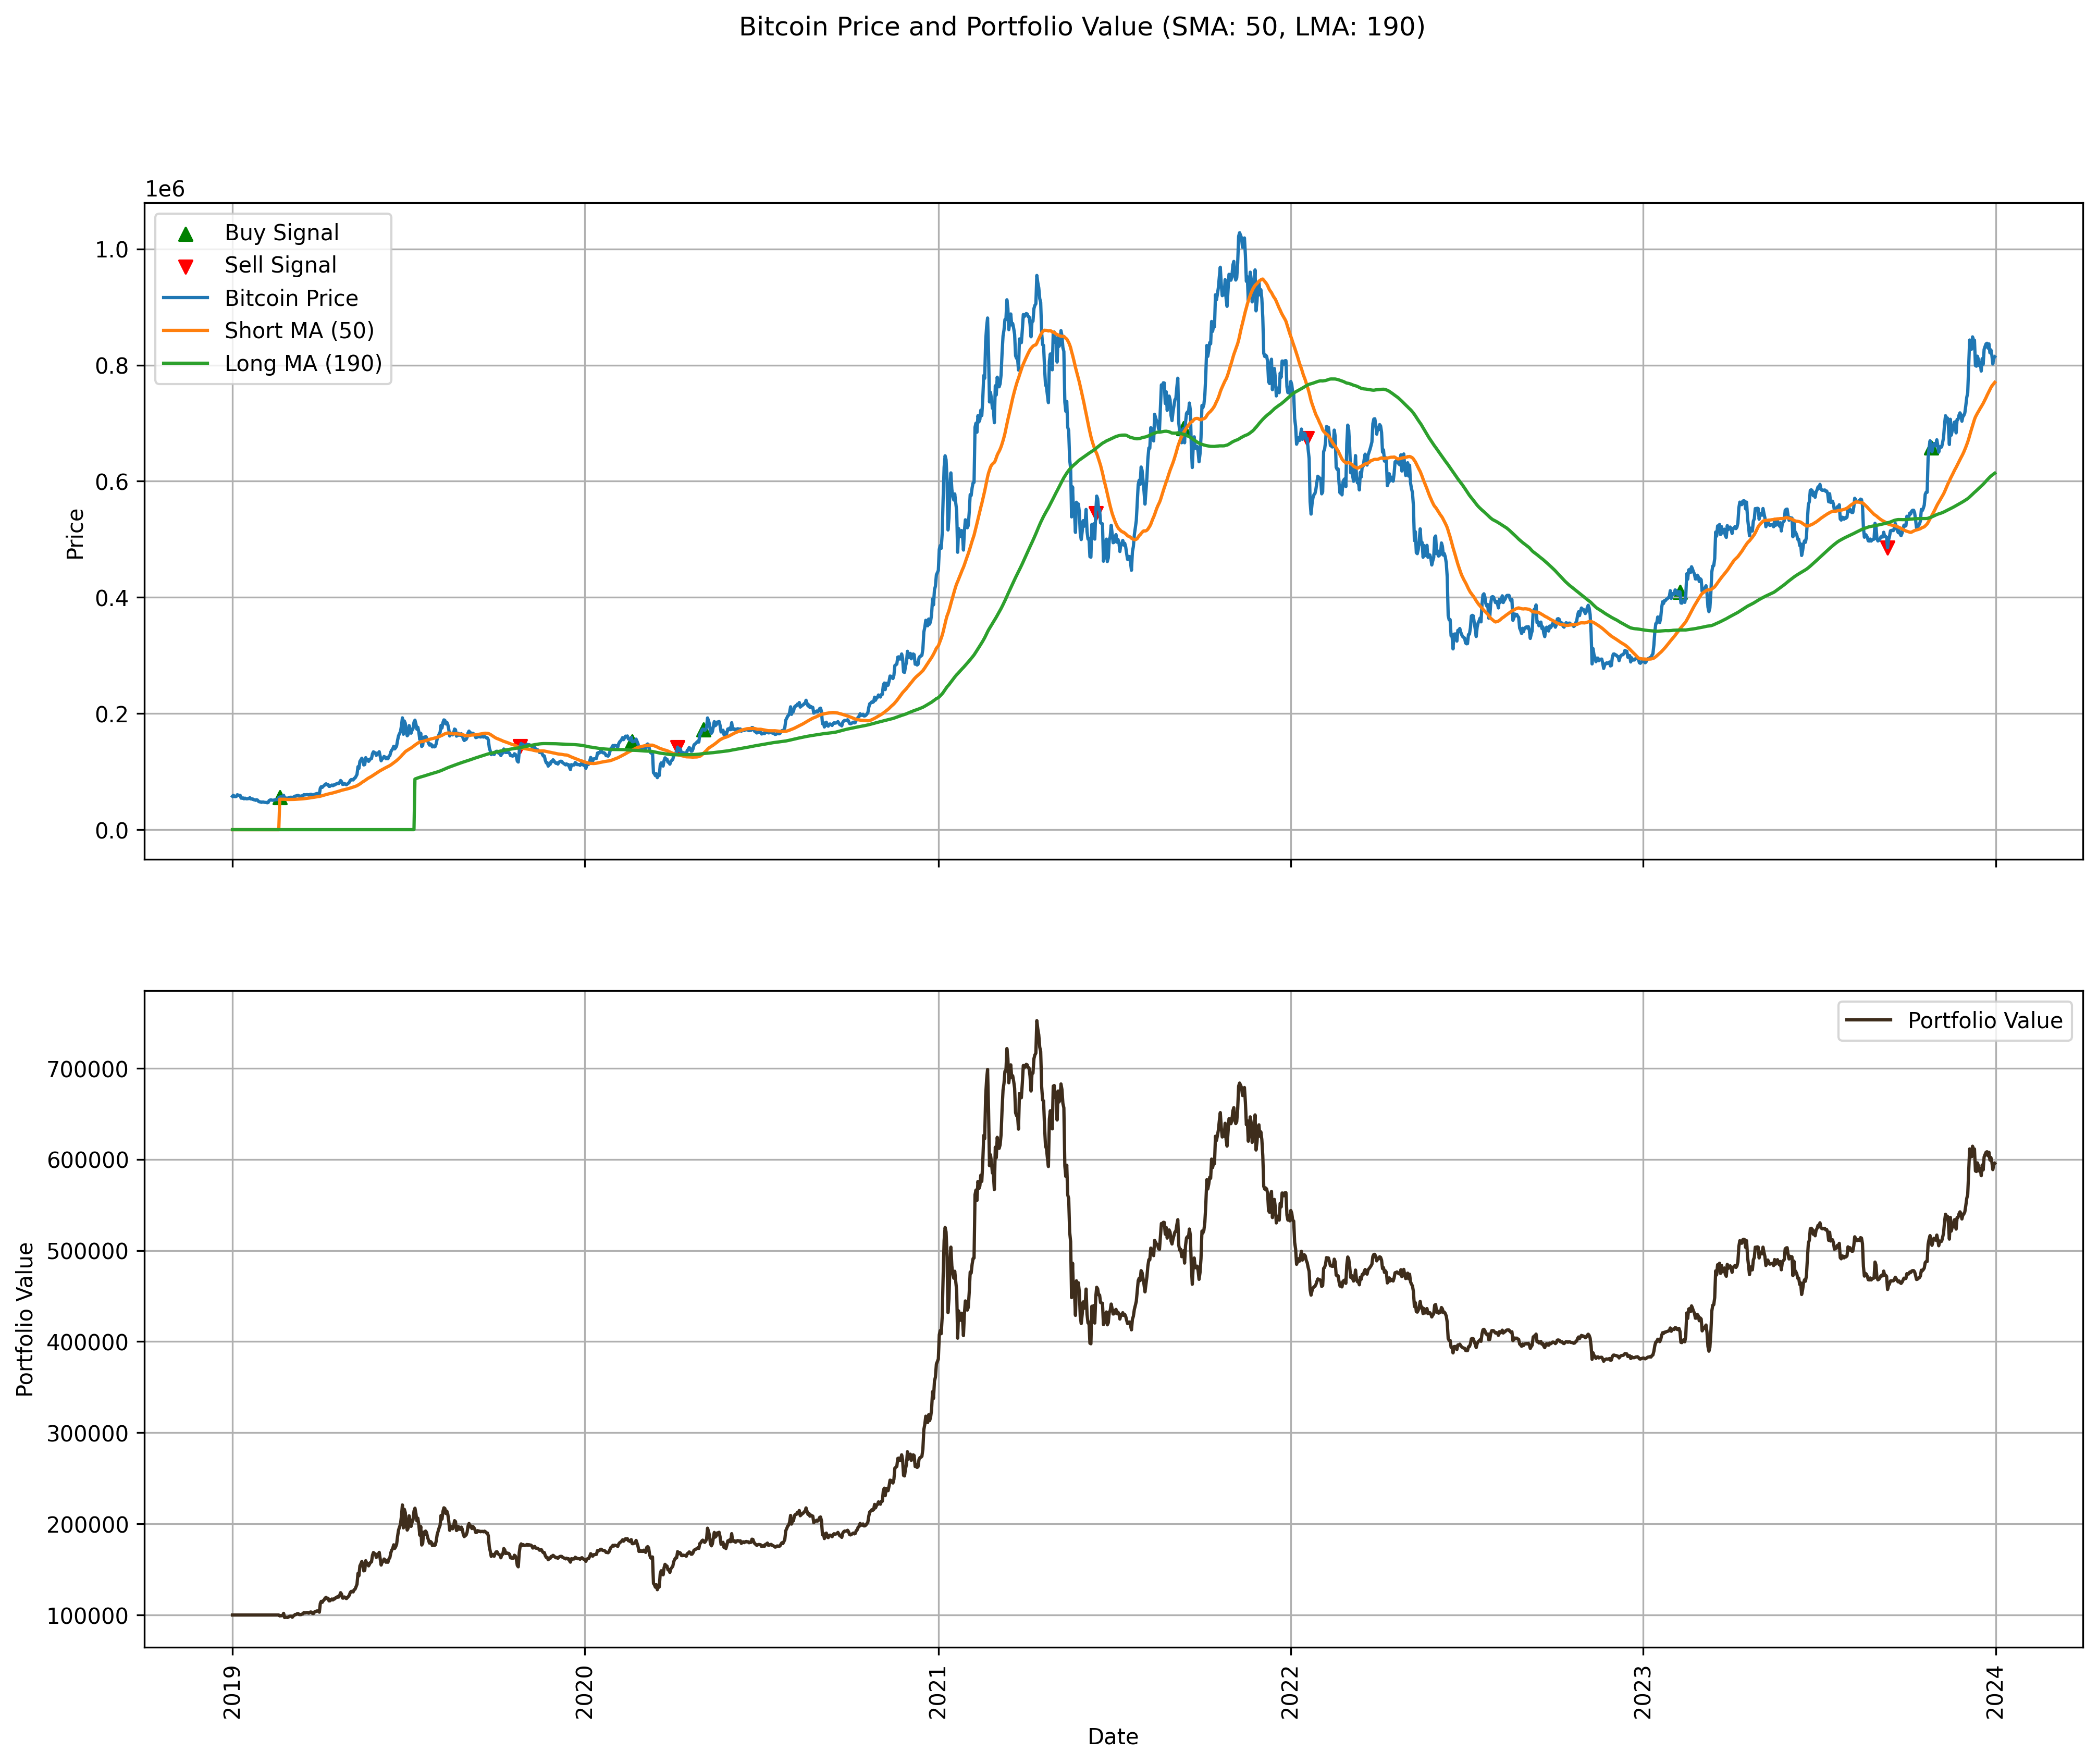 Bitcoin Price and Portfolio Value (SMA: 50, LMA: 190)
1e6
Buy Signal
Sell Signal
Bitcoin Price
Short MA (50)
Long MA (190)
1.0
0.8
0.6
0.4
0.2
0.0
Price
Portfolio Value
700000
600000
500000
400000
300000
200000
100000
Portfolio Value
2019
2020
2021
2022
2023
2024
Date